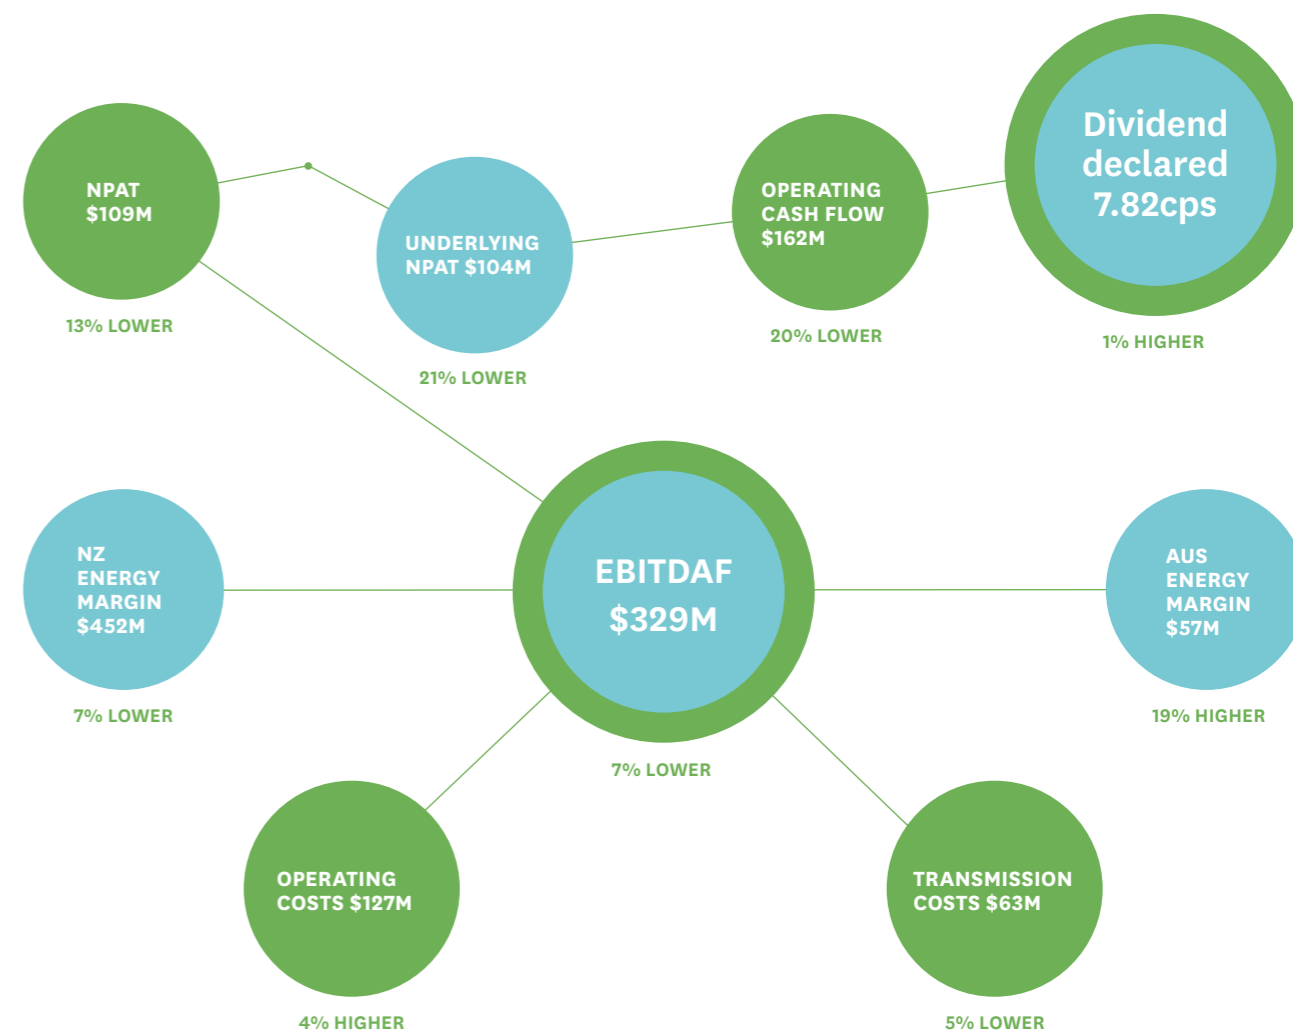 NPAT
$109M
13% LOWER
UNDERLYING
NPAT $104M
21% LOWER
OPERATING
CASH FLOW
$162M
20% LOWER
Dividend
declared
7.82cps
1% HIGHER
NZ
ENERGY
MARGIN
$452M
7% LOWER
EBITDAF
$329M
7% LOWER
AUS
ENERGY
MARGIN
$57M
19% HIGHER
OPERATING
COSTS $127M
4% HIGHER
TRANSMISSION
COSTS $63M
5% LOWER